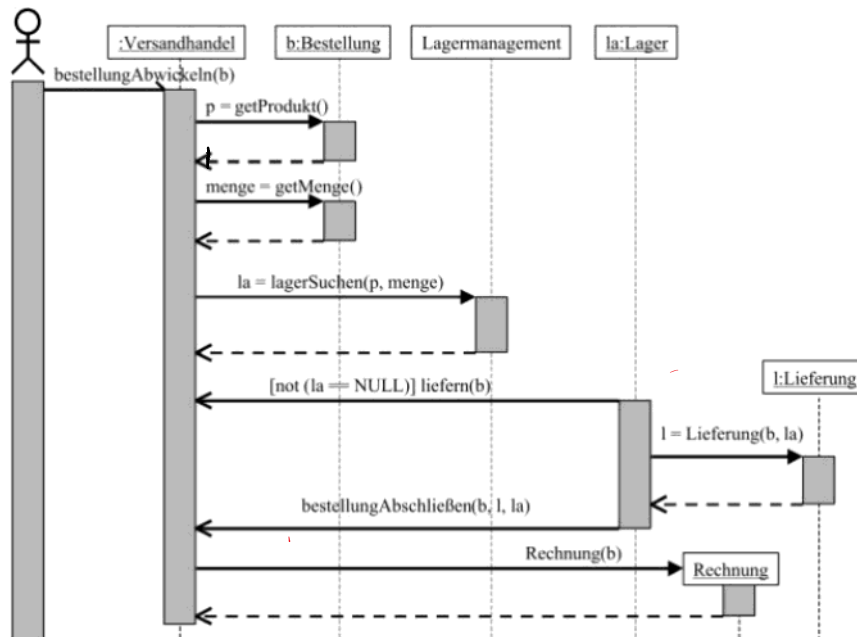 :Versandhandel
b:Bestellung
Lagermanagement
la:Lager
bestellungAbwickeln(b)
p = getProdukt()
menge = getMenge()
la = lagerSuchen(p, menge)
l:Lieferung
[not (la == NULL)] liefern(b)
l = Lieferung(b, la)
bestellungAbschließen(b, l, la)
Rechnung(b)
Rechnung